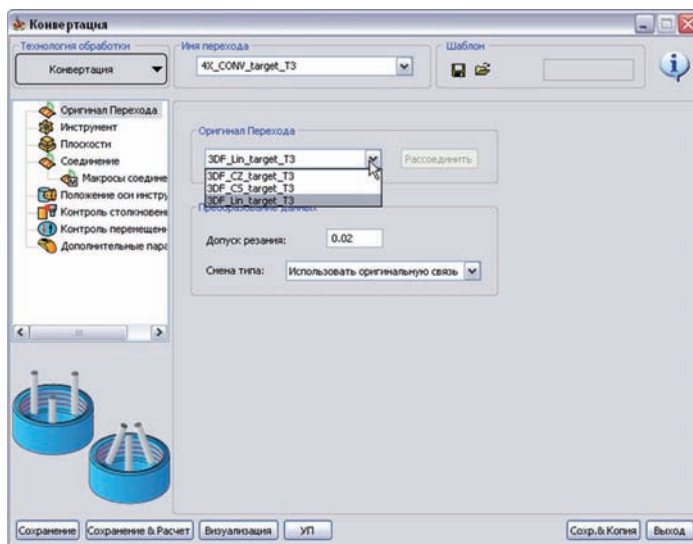 Конвертация
Технология обработки
Конвертация
Имя перехода
4X_CONV_target_T3
Шаблон
Оригинал Перехода
Инструмент
Плоскости
Соединение
Макросы соедине
Положение оси инстру
Контроль столкновен
Контроль перемещен
Дополнительные пара
Оригинал Перехода
3DF_Lin_target_T3
Рассоединить
3DF_CZ_target_T3
3DF_CS_target_T3
3DF_Lin_target_T3
Преобразование данных
Допуск резания:
0.02
Смена типа:
Использовать оригинальную связь
Сохранение
Сохранение & Расчет
Визуализация
УП
Сохр.& Копия
Выход